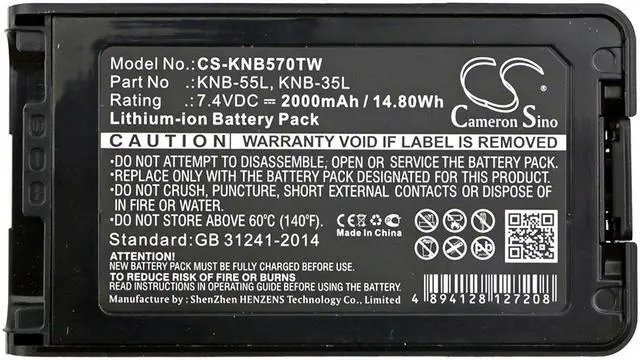 Model No.:CS-KNB570TW
Part No :KNB-55L, KNB-35L
Rating :7.4VDC ⎓ 2000mAh / 14.80Wh
Lithium-ion Battery Pack
CS
Cameron Sino
CAUTION WARRANTY VOID IF LABEL IS REMOVED
•DO NOT ATTEMPT TO DISASSEMBLE, OPEN OR SERVICE THE BATTERY PACK.
•REPLACE ONLY WITH THE BATTERY PACK DESIGNATED FOR THIS PRODUCT.
•DO NOT CRUSH, PUNCTURE, SHORT EXTERNAL CONTACTS OR DISPOSE OF
IN FIRE OR WATER.
•DO NOT STORE ABOVE 60℃ (140℉).
Standard:GB 31241-2014
CE
Made In China
ATTENTION!
NEW BATTERY PACK MUST BE FULLY CHARGED BEFORE USE.
TO REDUCE RISK OF FIRE OR EXPLOSION
READ INSTRUCTIONS IN OPERATING GUIDE BEFORE USING THE BATTERY.
Manufacture by : ShenZhen HENZENS Technology Co., Limited
4 894128 127208